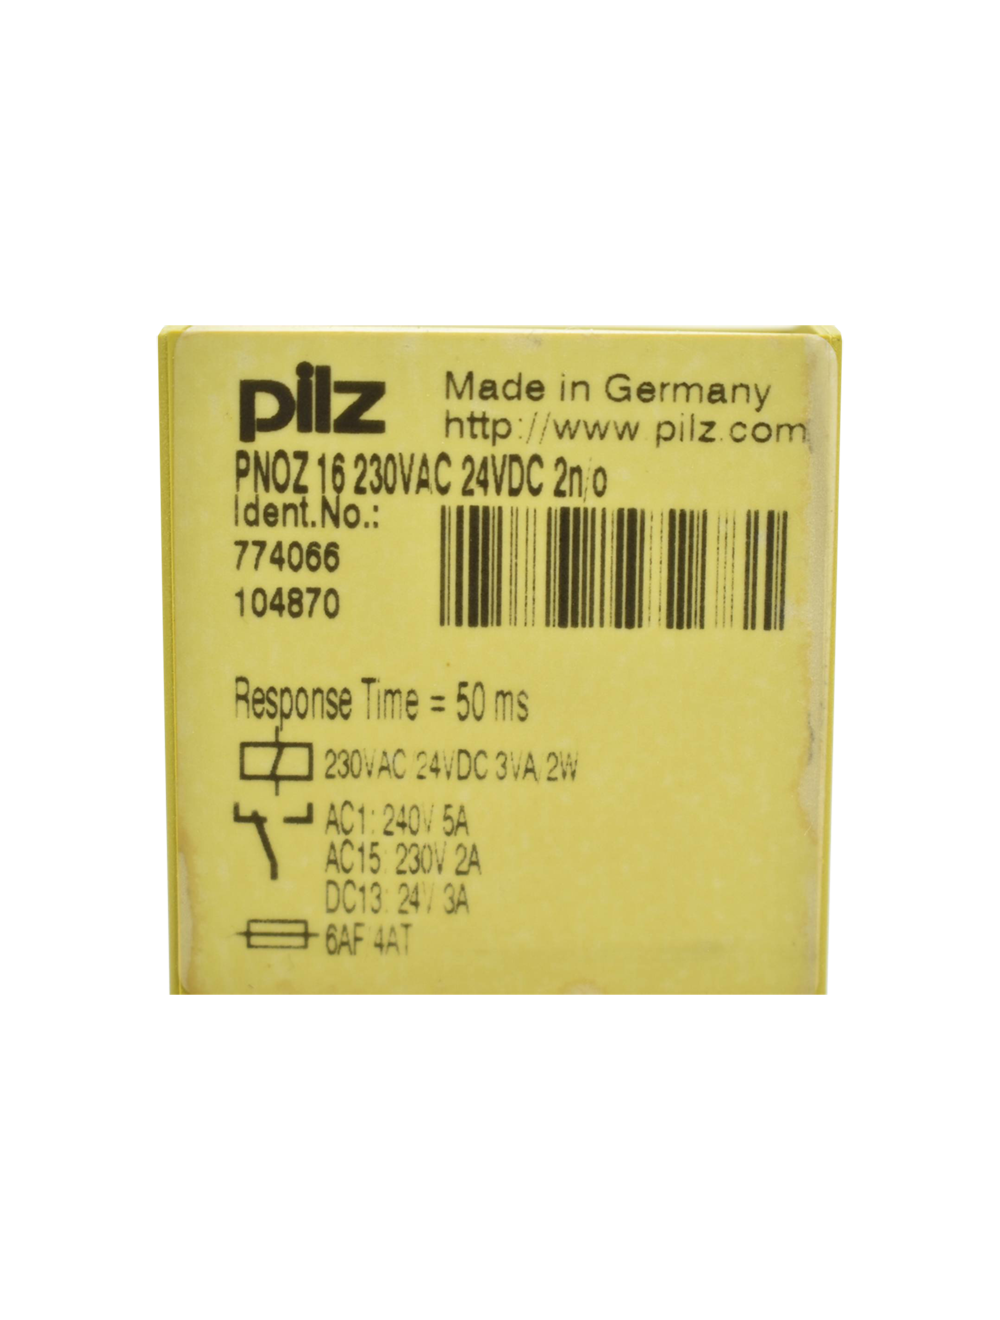 pilz
Made in Germany
http://www.pilz.com
PNOZ 16 230VAC 24VDC 2n/o
Ident.No.:
774066
104870
Response Time = 50 ms
230VAC 24VDC 3VA/2W
AC1: 240V 5A
AC15: 230V 2A
DC13: 24V 3A
6AF/4AT